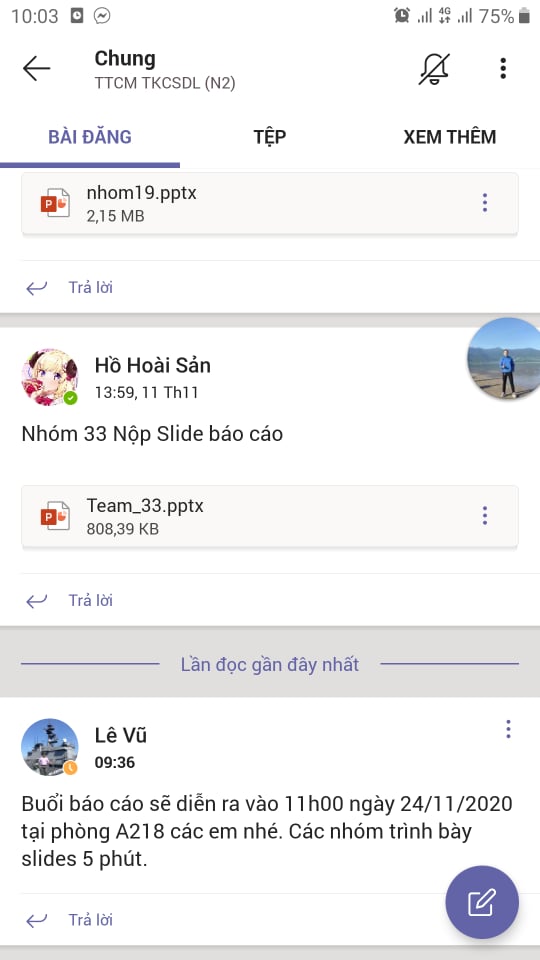 10:03
4G
75%
Chung
TTCM TKCSDL (N2)
BÀI ĐĂNG
TỆP
XEM THÊM
nhom19.pptx
2,15 MB
Trả lời
Hồ Hoài Sản
13:59, 11 Th11
Nhóm 33 Nộp Slide báo cáo
Team_33.pptx
808,39 KB
Trả lời
Lần đọc gần đây nhất
Lê Vũ
09:36
Buổi báo cáo sẽ diễn ra vào 11h00 ngày 24/11/2020
tại phòng A218 các em nhé. Các nhóm trình bày
slides 5 phút.
Trả lời